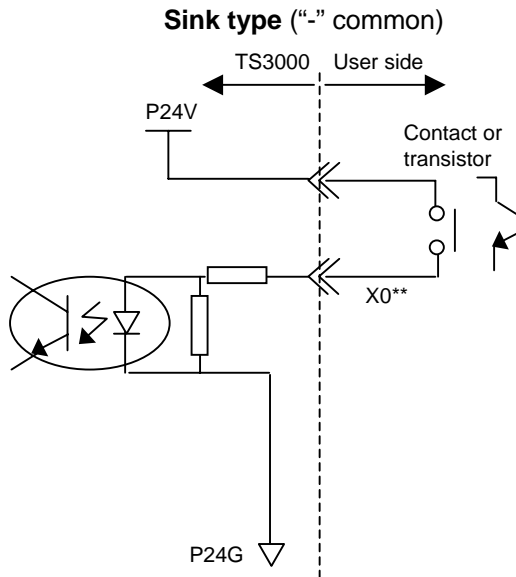 Sink type (“-” common)
TS3000 User side
P24V
Contact or
transistor
X0**
P24G